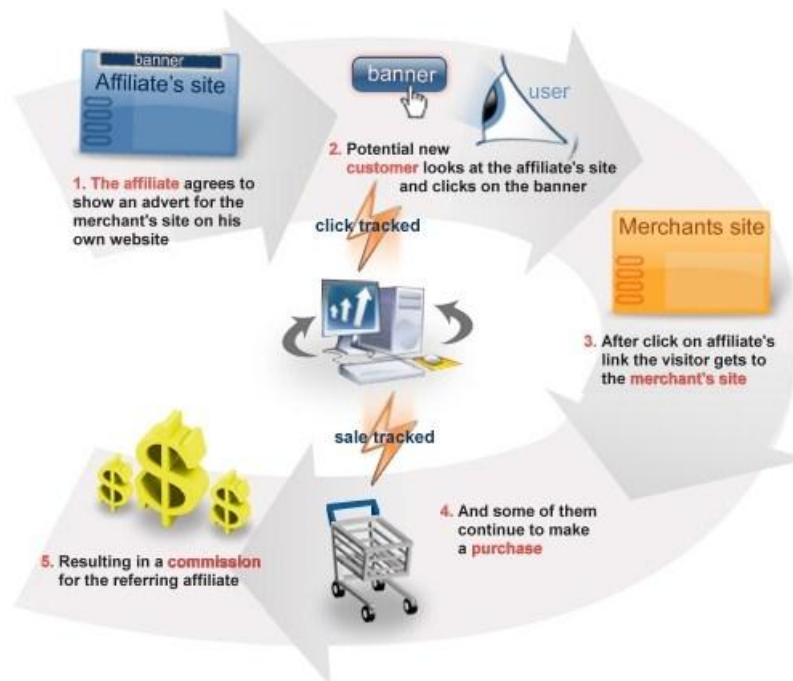 banner
Affiliate's site
1. The affiliate agrees to
show an advert for the
merchant's site on his
own website
banner
user
2. Potential new
customer looks at the affiliate's site
and clicks on the banner
click tracked
Merchants site
3. After click on affiliate's
link the visitor gets to
the merchant's site
sale tracked
4. And some of them
continue to make
a purchase
5. Resulting in a commission
for the referring affiliate